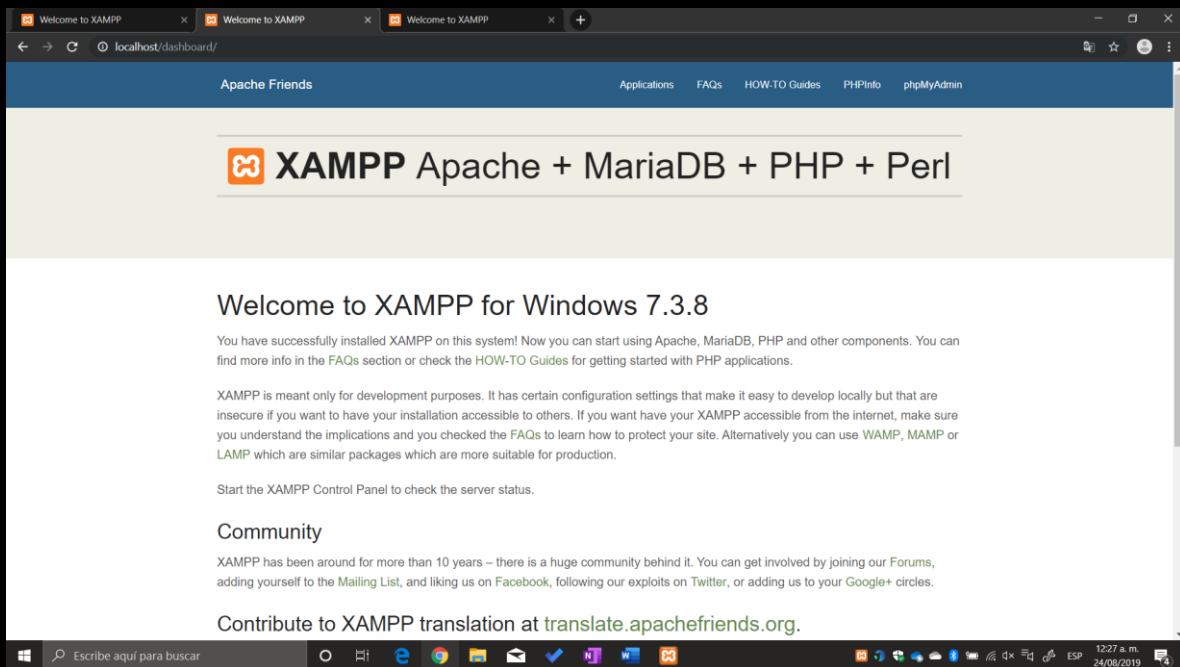 Welcome to XAMPP
Welcome to XAMPP
Welcome to XAMPP
localhost/dashboard/
Apache Friends
Applications
FAQs
HOW-TO Guides
PHPInfo
phpMyAdmin
XAMPP Apache + MariaDB + PHP + Perl
Welcome to XAMPP for Windows 7.3.8
You have successfully installed XAMPP on this system! Now you can start using Apache, MariaDB, PHP and other components. You can
find more info in the FAQs section or check the HOW-TO Guides for getting started with PHP applications.
XAMPP is meant only for development purposes. It has certain configuration settings that make it easy to develop locally but that are
insecure if you want to have your installation accessible to others. If you want have your XAMPP accessible from the internet, make sure
you understand the implications and you checked the FAQs to learn how to protect your site. Alternatively you can use WAMP, MAMP or
LAMP which are similar packages which are more suitable for production.
Start the XAMPP Control Panel to check the server status.
Community
XAMPP has been around for more than 10 years – there is a huge community behind it. You can get involved by joining our Forums,
adding yourself to the Mailing List, and liking us on Facebook, following our exploits on Twitter, or adding us to your Google+ circles.
Contribute to XAMPP translation at translate.apachefriends.org.
Escribe aquí para buscar
ESP
12:27 a. m.
24/08/2019
4